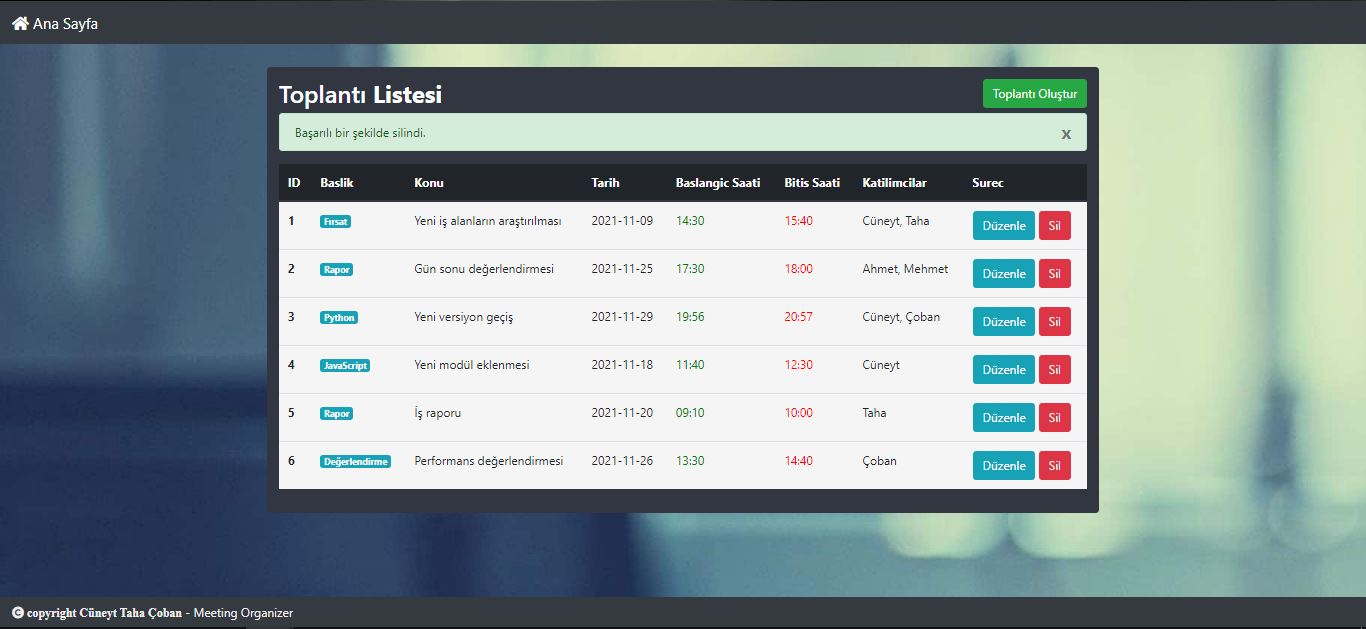 Ana Sayfa
Toplantı Listesi
Toplantı Oluştur
Başarılı bir şekilde silindi.
x
ID Baslik Konu Tarih Baslangic Saati Bitis Saati Katilimcilar Surec
1 Fırsat Yeni iş alanların araştırılması 2021-11-09 14:30 15:40 Cüneyt, Taha Düzenle Sil
2 Rapor Gün sonu değerlendirmesi 2021-11-25 17:30 18:00 Ahmet, Mehmet Düzenle Sil
3 Python Yeni versiyon geçiş 2021-11-29 19:56 20:57 Cüneyt, Çoban Düzenle Sil
4 JavaScript Yeni modül eklenmesi 2021-11-18 11:40 12:30 Cüneyt Düzenle Sil
5 Rapor İş raporu 2021-11-20 09:10 10:00 Taha Düzenle Sil
6 Değerlendirme Performans değerlendirmesi 2021-11-26 13:30 14:40 Çoban Düzenle Sil
© copyright Cüneyt Taha Çoban - Meeting Organizer